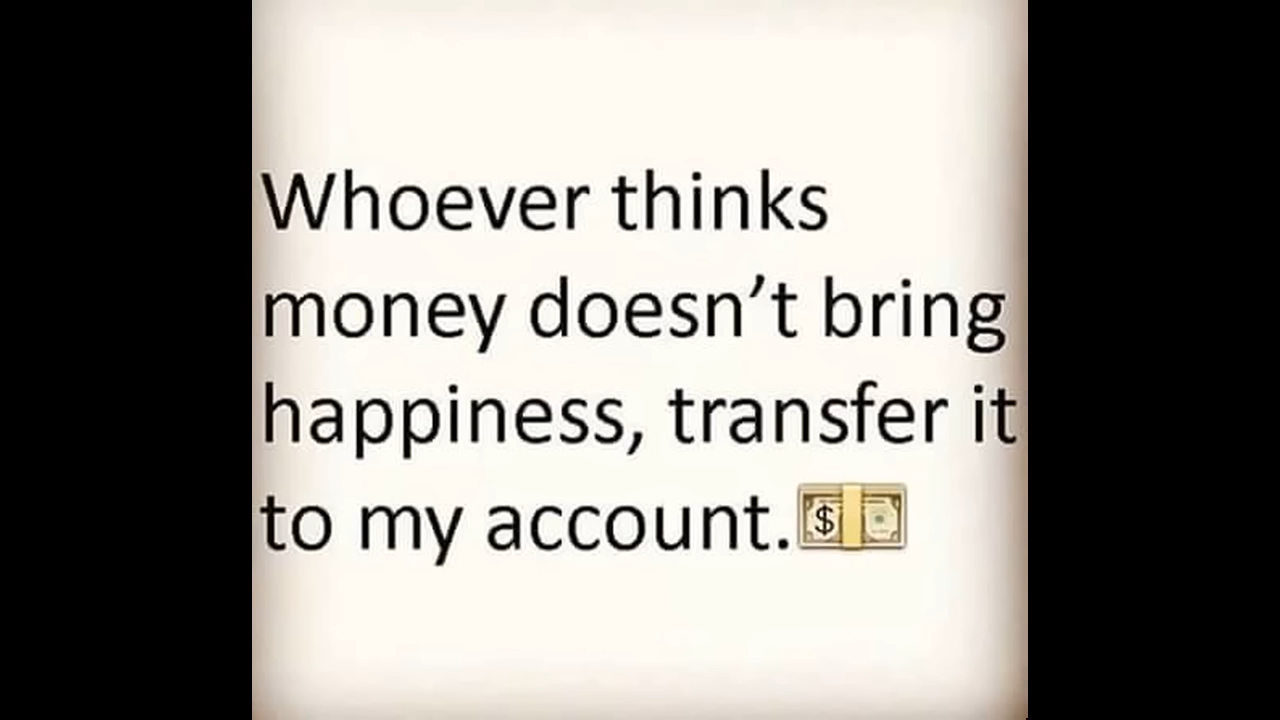 Whoever thinks
money doesn’t bring
happiness, transfer it
to my account.💵